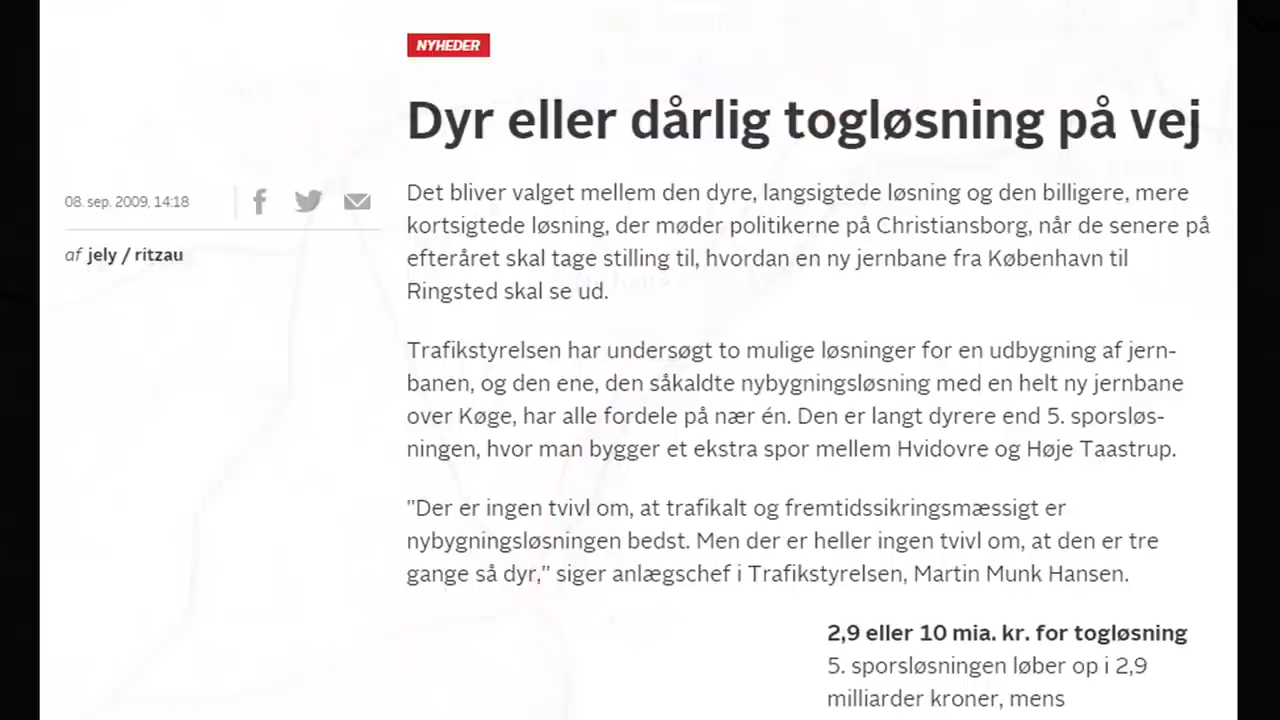 NYHEDER
Dyr eller dårlig togløsning på vej
08. sep. 2009, 14:18
af jely / ritzau
Det bliver valget mellem den dyre, langsigtede løsning og den billigere, mere
kortsigtede løsning, der møder politikerne på Christiansborg, når de senere på
efteråret skal tage stilling til, hvordan en ny jernbane fra København til
Ringsted skal se ud.
Trafikstyrelsen har undersøgt to mulige løsninger for en udbygning af jern-
banen, og den ene, den såkaldte nybygningsløsning med en helt ny jernbane
over Køge, har alle fordele på nær én. Den er langt dyrere end 5. sporsløs-
ningen, hvor man bygger et ekstra spor mellem Hvidovre og Høje Taastrup.
"Der er ingen tvivl om, at trafikalt og fremtidssikringsmæssigt er
nybygningsløsningen bedst. Men der er heller ingen tvivl om, at den er tre
gange så dyr," siger anlægschef i Trafikstyrelsen, Martin Munk Hansen.
2,9 eller 10 mia. kr. for togløsning
5. sporsløsningen løber op i 2,9
milliarder kroner, mens